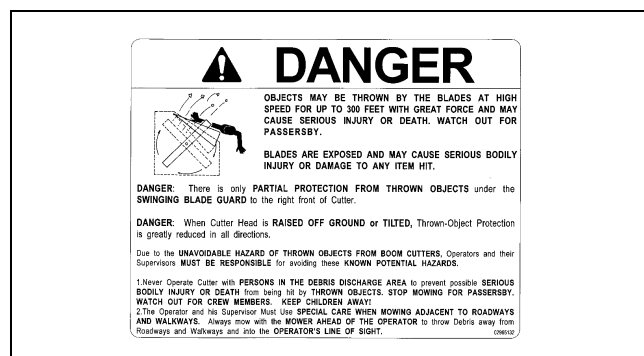 DANGER
OBJECTS MAY BE THROWN BY THE BLADES AT HIGH
SPEED FOR UP TO 300 FEET WITH GREAT FORCE AND MAY
CAUSE SERIOUS INJURY OR DEATH. WATCH OUT FOR
PASSERSBY.
BLADES ARE EXPOSED AND MAY CAUSE SERIOUS BODILY
INJURY OR DAMAGE TO ANY ITEM HIT.
DANGER: There is only PARTIAL PROTECTION FROM THROWN OBJECTS under the
SWINGING BLADE GUARD to the right front of Cutter.
DANGER: When Cutter Head is RAISED OFF GROUND or TILTED, Thrown-Object Protection
is greatly reduced in all directions.
Due to the UNAVOIDABLE HAZARD OF THROWN OBJECTS FROM BOOM CUTTERS, Operators and their
Supervisors MUST BE RESPONSIBLE for avoiding these KNOWN POTENTIAL HAZARDS.
1.Never Operate Cutter with PERSONS IN THE DEBRIS DISCHARGE AREA to prevent possible SERIOUS
BODILY INJURY OR DEATH from being hit by THROWN OBJECTS. STOP MOWING FOR PASSERSBY.
WATCH OUT FOR CREW MEMBERS. KEEP CHILDREN AWAY!
2.The Operator and his Supervisor Must Use SPECIAL CARE WHEN MOWING ADJACENT TO ROADWAYS
AND WALKWAYS. Always mow with the MOWER AHEAD OF THE OPERATOR to throw Debris away from
Roadways and Walkways and into the OPERATOR'S LINE OF SIGHT.
02965132